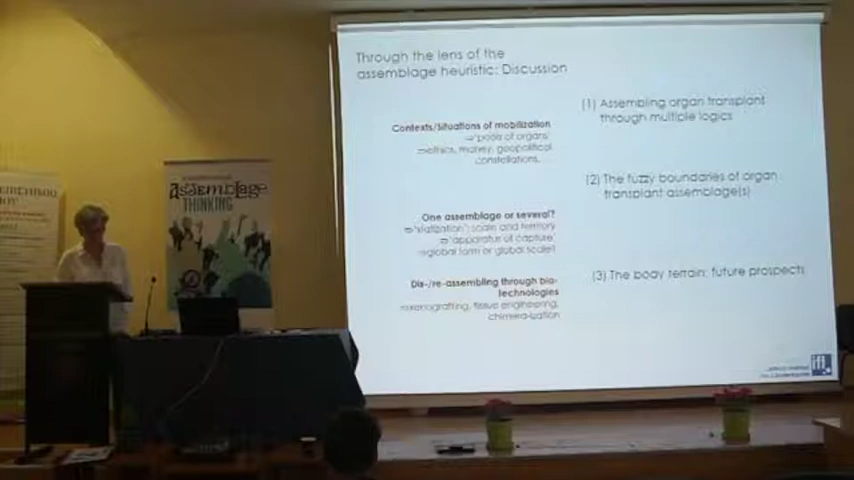 Through the lens of the
assemblage heuristic: Discussion
Contexts/Situations of mobilization
'pools of organs'
ethics, money, geopolitical
constellations,
(1) Assembling organ transplant
through multiple logics
One assemblage or several?
scale and territory
'apparatus of capture'
global form or global scale?
(2) The fuzzy boundaries of organ
transplant assemblage(s)
Dis-/re-assembling through bio-
technologies
xenografting, tissue engineering,
chimera-ization
(3) The body terrain: future prospects
ifl
assemblage
THINKING